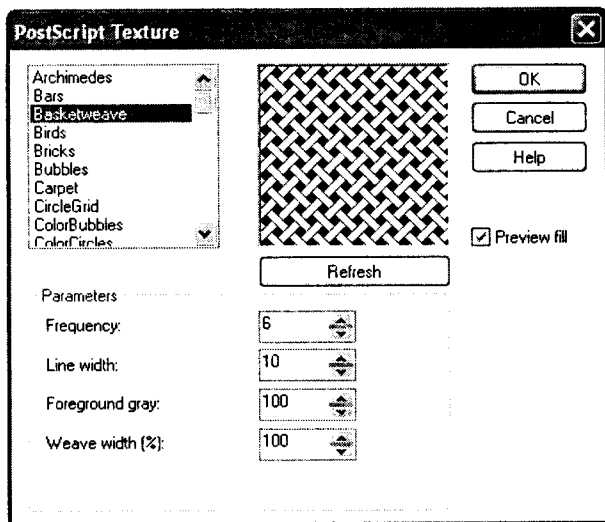 PostScript Texture
Archimedes
Bars
Basketweave
Birds
Bricks
Bubbles
Carpet
CircleGrid
ColorBubbles
ColorCircles
OK
Cancel
Help
Preview fill
Refresh
Parameters
Frequency: 6
Line width: 10
Foreground gray: 100
Weave width (%): 100